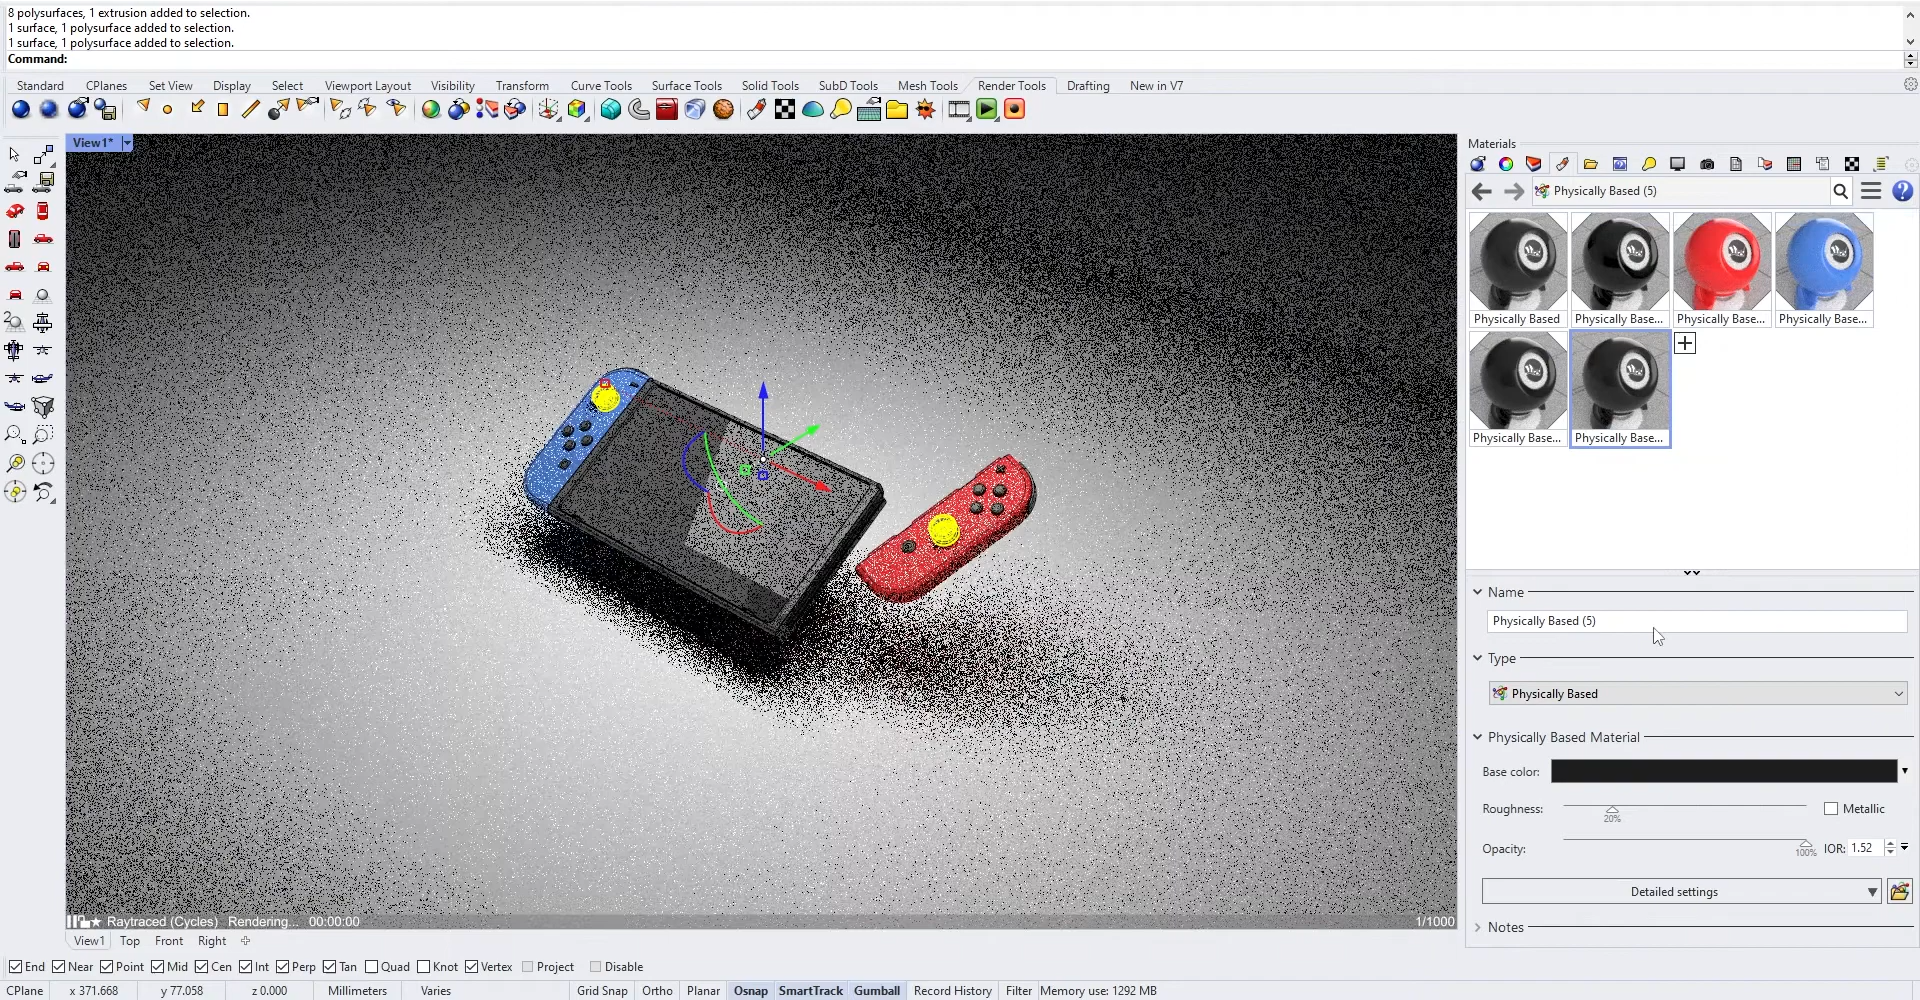 8 polysurfaces, 1 extrusion added to selection.
1 surface, 1 polysurface added to selection.
1 surface, 1 polysurface added to selection.
Command:
Standard CPlanes Set View Display Select Viewport Layout Visibility Transform Curve Tools Surface Tools Solid Tools SubD Tools Mesh Tools Render Tools Drafting New in V7
View1*
Materials
Physically Based (5)
Physically Based Physically Base... Physically Base... Physically Base...
Physically Base... Physically Base...
Name
Physically Based (5)
Type
Physically Based
Physically Based Material
Base color:
Roughness: 20% Metallic
Opacity: 100% IOR: 1.52
Detailed settings
Notes
Raytraced (Cycles) Rendering... 00:00:00 1/1000
View1 Top Front Right
End Near Point Mid Cen Int Perp Tan Quad Knot Vertex Project Disable
CPlane x 371.668 y 77.058 z 0.000 Millimeters Varies Grid Snap Ortho Planar Osnap SmartTrack Gumball Record History Filter Memory use: 1292 MB